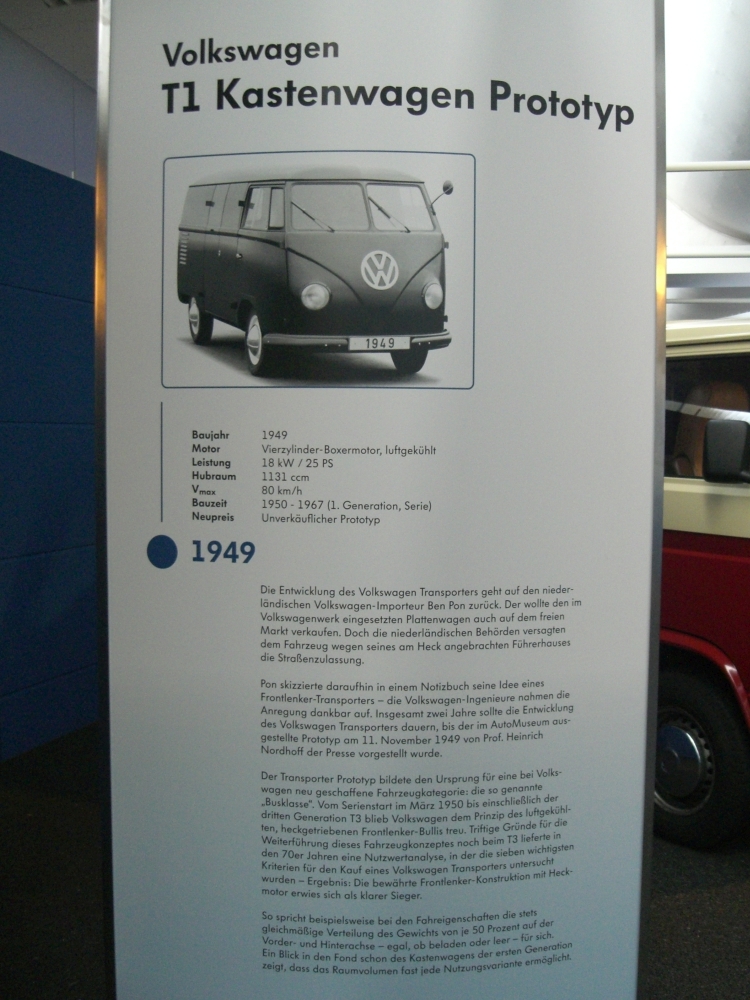 Volkswagen
T1 Kastenwagen Prototyp
1949
Baujahr 1949
Motor Vierzylinder-Boxermotor, luftgekühlt
Leistung 18 kW / 25 PS
Hubraum 1131 ccm
Vmax 80 km/h
Bauzeit 1950 - 1967 (1. Generation, Serie)
Neupreis Unverkäuflicher Prototyp
1949
Die Entwicklung des Volkswagen Transporters geht auf den nieder-
ländischen Volkswagen-Importeur Ben Pon zurück. Der wollte den im
Volkswagenwerk eingesetzten Plattenwagen auch auf dem freien
Markt verkaufen. Doch die niederländischen Behörden versagten
dem Fahrzeug wegen seines am Heck angebrachten Führerhauses
die Straßenzulassung.
Pon skizzierte daraufhin in einem Notizbuch seine Idee eines
Frontlenker-Transporters – die Volkswagen-Ingenieure nahmen die
Anregung dankbar auf. Insgesamt zwei Jahre sollte die Entwicklung
des Volkswagen Transporters dauern, bis der im AutoMuseum aus-
gestellte Prototyp am 11. November 1949 von Prof. Heinrich
Nordhoff der Presse vorgestellt wurde.
Der Transporter Prototyp bildete den Ursprung für eine bei Volks-
wagen neu geschaffene Fahrzeugkategorie: die so genannte
„Busklasse“. Vom Serienstart im März 1950 bis einschließlich der
dritten Generation T3 blieb Volkswagen dem Prinzip des luftgekühl-
ten, heckgetriebenen Frontlenker-Bullis treu. Triftige Gründe für die
Weiterführung dieses Fahrzeugkonzeptes noch beim T3 lieferte in
den 70er Jahren eine Nutzwertanalyse, in der die sieben wichtigsten
Kriterien für den Kauf eines Volkswagen Transporters untersucht
wurden – Ergebnis: Die bewährte Frontlenker-Konstruktion mit Heck-
motor erwies sich als klarer Sieger.
So spricht beispielsweise bei den Fahreigenschaften die stets
gleichmäßige Verteilung des Gewichts von je 50 Prozent auf der
Vorder- und Hinterachse – egal, ob beladen oder leer – für sich.
Ein Blick in den Fond schon des Kastenwagens der ersten Generation
zeigt, dass das Raumvolumen fast jede Nutzungsvariante ermöglicht.